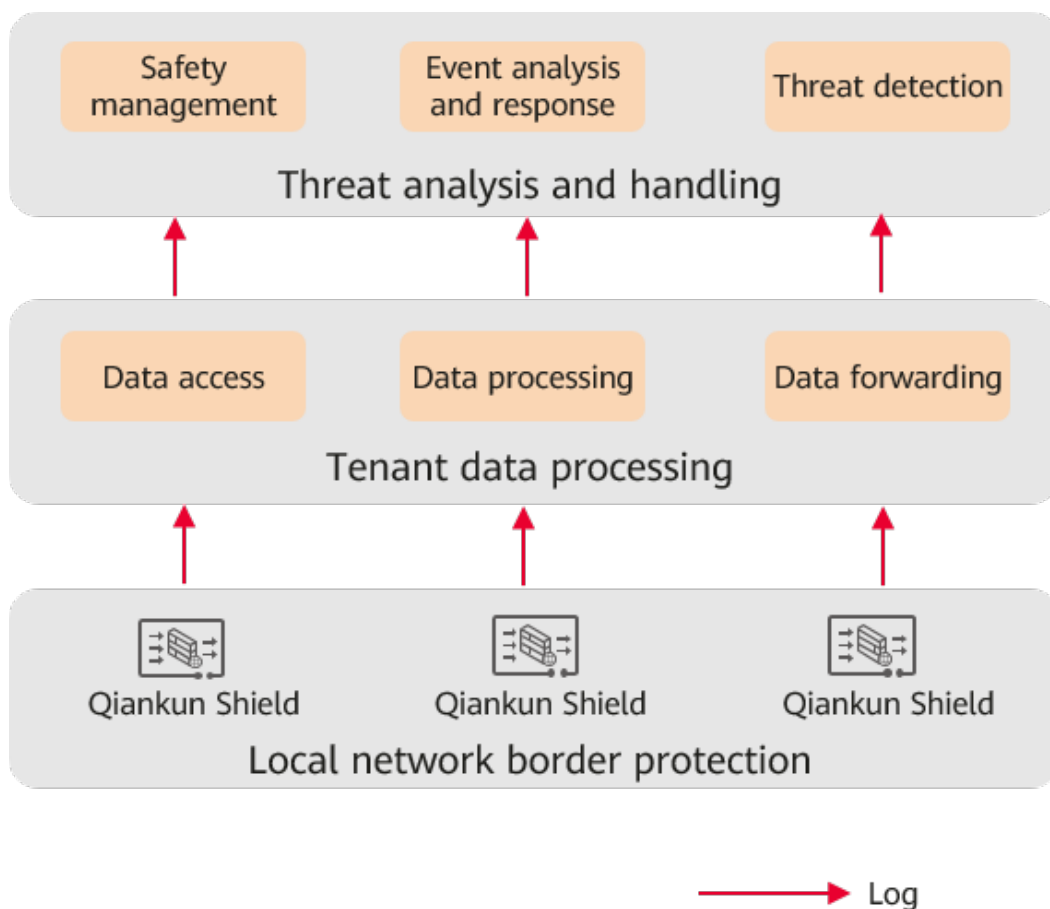 Safety
management
Event analysis
and response
Threat detection
Threat analysis and handling
Data access
Data processing
Data forwarding
Tenant data processing
Qiankun Shield
Qiankun Shield
Qiankun Shield
Local network border protection
Log